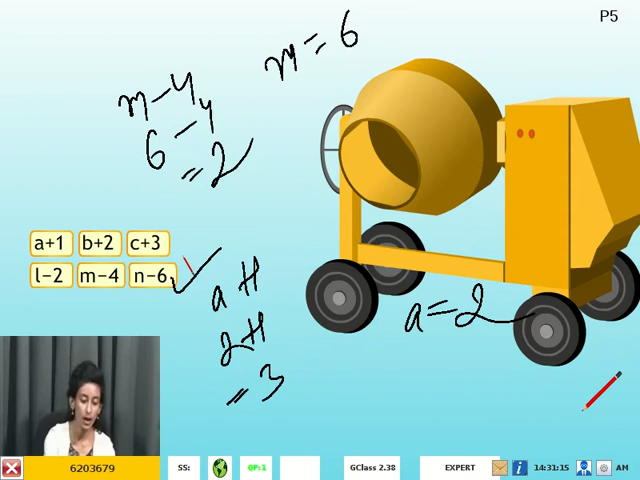 P5
m=6
m-4
6-4
=2
a+1 b+2 c+3
l-2 m-4 n-6
a+1
2+1
=3
a=2
6203679 SS: OP:1 GClass 2.38 EXPERT 14:31:15 AM